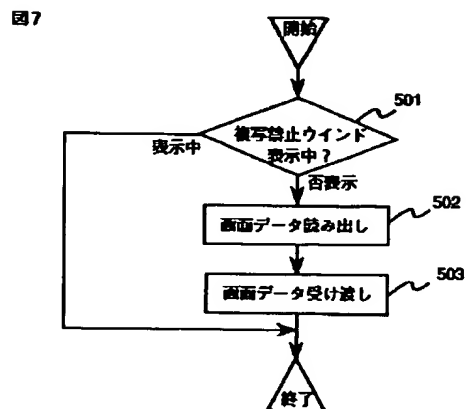 図7
開始
501
複写禁止ウインド
表示中?
表示中
否表示
502
画面データ読み出し
503
画面データ受け渡し
終了